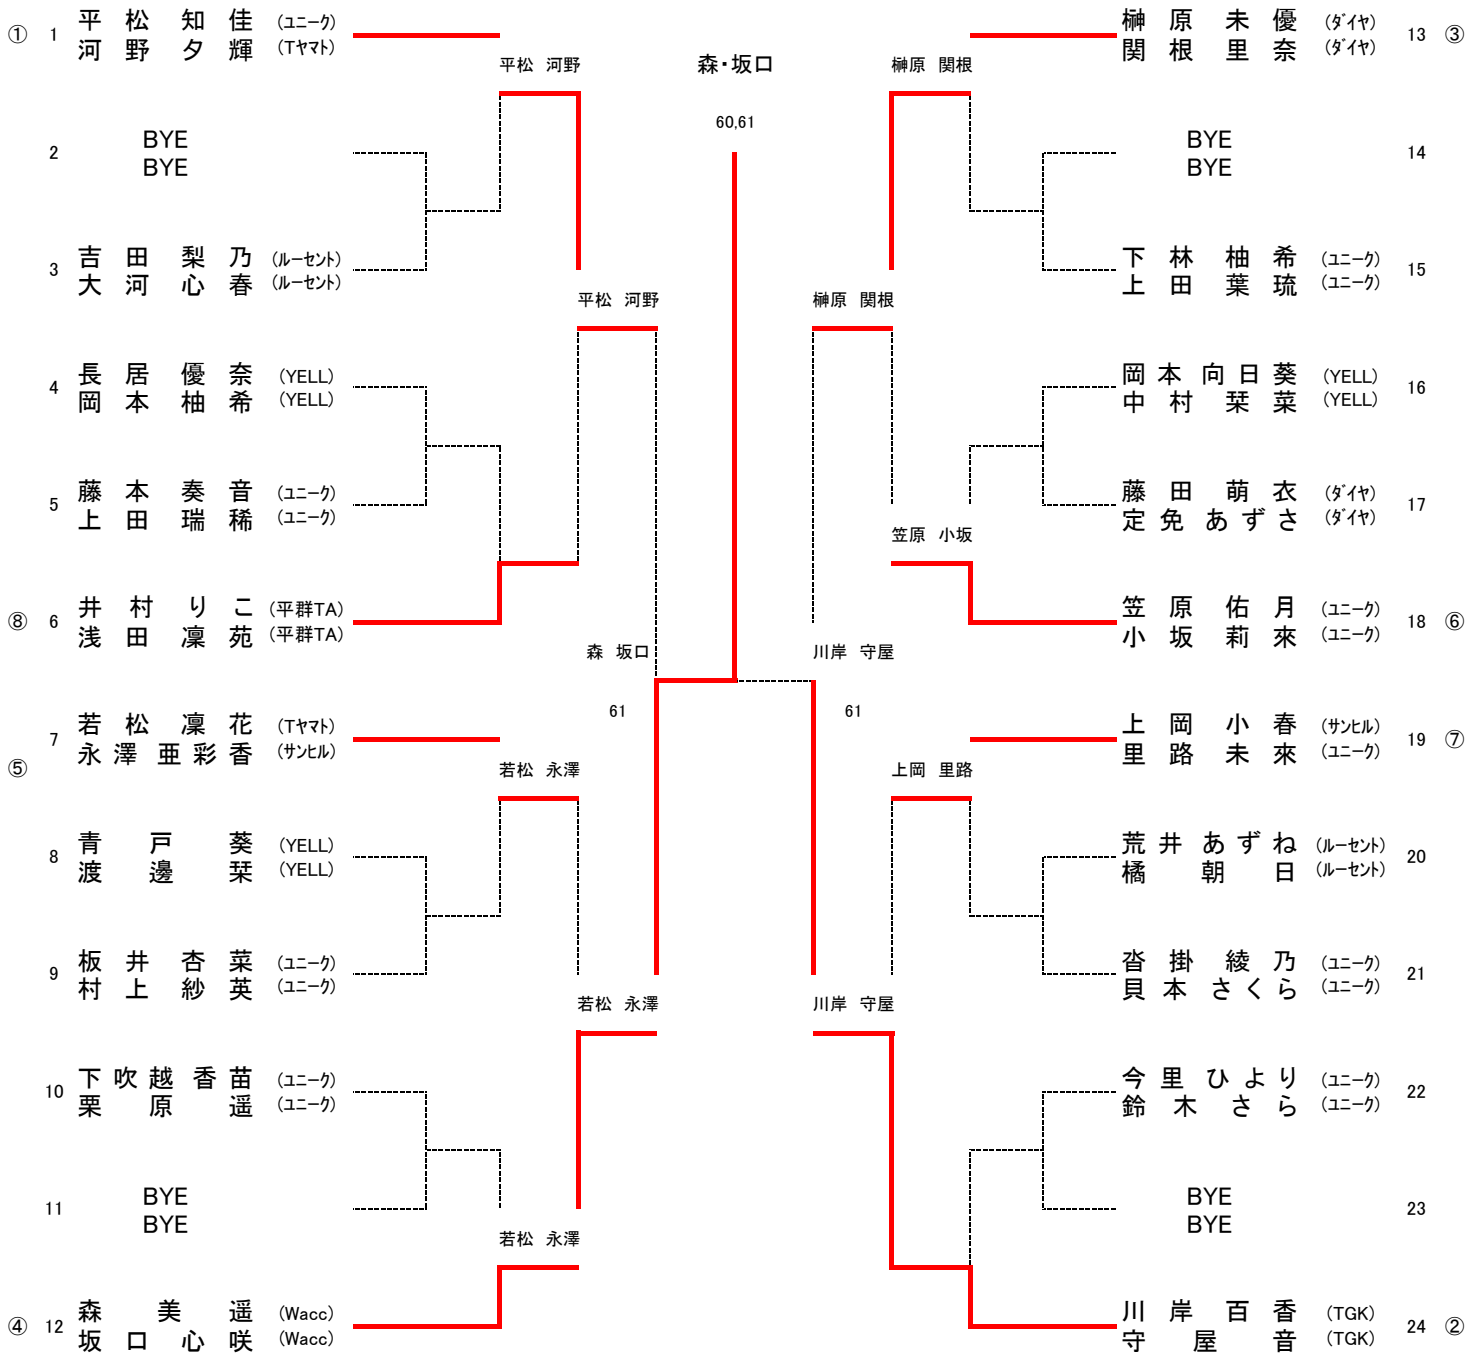 ① 1 平松知佳 (ユニーク)
河野夕輝 (Tヤマト)
平松 河野
2 BYE
BYE
3 吉田梨乃 (ルーセント)
大河心春 (ルーセント)
平松 河野
4 長居優奈 (YELL)
岡本柚希 (YELL)
5 藤本奏音 (ユニーク)
上田瑞稀 (ユニーク)
⑧ 6 井村りこ (平群TA)
浅田凜苑 (平群TA)
森 坂口
61
⑤ 7 若松凜花 (Tヤマト)
永澤亜彩香 (サンヒル)
若松 永澤
8 青戸葵 (YELL)
渡邊栞 (YELL)
9 板井杏菜 (ユニーク)
村上紗英 (ユニーク)
若松 永澤
10 下吹越香苗 (ユニーク)
栗原遥 (ユニーク)
11 BYE
BYE
若松 永澤
④ 12 森美遥 (Wacc)
坂口心咲 (Wacc)
森・坂口
60,61
榊原未優 (ダイヤ) 13 ③
関根里奈 (ダイヤ)
榊原 関根
BYE 14
BYE
下林柚希 (ユニーク) 15
上田葉琉 (ユニーク)
榊原 関根
岡本向日葵 (YELL) 16
中村栞菜 (YELL)
藤田萌衣 (ダイヤ) 17
定免あずさ (ダイヤ)
笠原 小坂
笠原佑月 (ユニーク) 18 ⑥
小坂莉來 (ユニーク)
川岸 守屋
61
上岡小春 (サンヒル) 19 ⑦
里路未來 (ユニーク)
上岡 里路
荒井あずね (ルーセント) 20
橘朝日 (ルーセント)
沓掛綾乃 (ユニーク) 21
貝本さくら (ユニーク)
川岸 守屋
今里ひより (ユニーク) 22
鈴木さら (ユニーク)
BYE 23
BYE
川岸百香 (TGK) 24 ②
守屋音 (TGK)